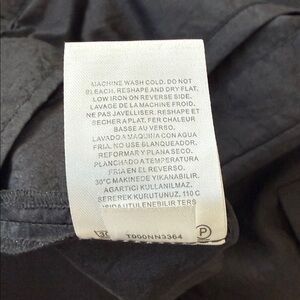 MACHINE WASH COLD. DO NOT
BLEACH. RESHAPE AND DRY FLAT.
LOW IRON ON REVERSE SIDE.
LAVAGE DE LA MACHINE FROID.
NE PAS JAVELLISER. RESHAPE ET
SECHER A PLAT. FER CHALEUR
BASSE AU VERSO.
LAVADO A MAQUINA CON AGUA
FRIA. NO USE BLANQUEADOR.
REFORMAR Y PLANA SECO.
PLANCHADO A TEMPERATURA
FRIA EN EL REVERSO.
30°C MAKINEDE YIKANABILIR.
AGARTICI KULLANILMAZ.
SEREREK KURUTUNUZ. 110 C
ISIDA UTULENEBILIR TERS
T000NN3364
P